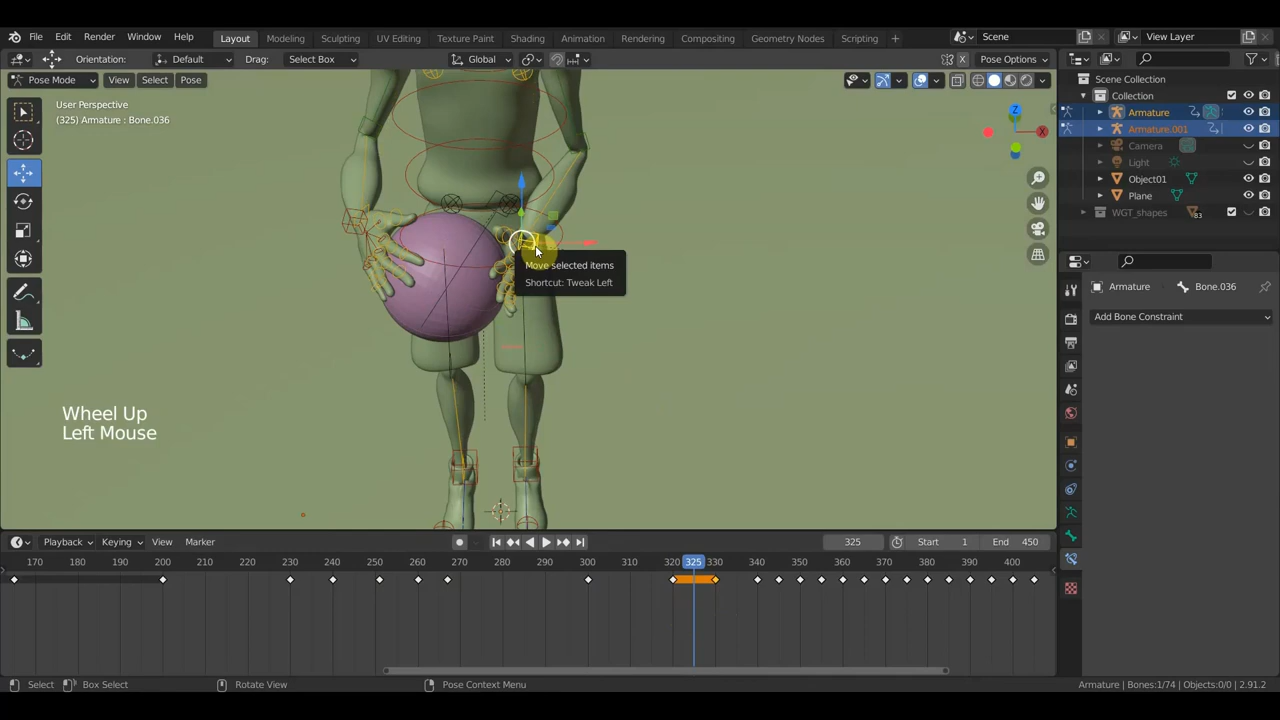 File Edit Render Window Help Layout Modeling Sculpting UV Editing Texture Paint Shading Animation Rendering Compositing Geometry Nodes Scripting + Scene View Layer
Orientation: Default Drag: Select Box Global X Pose Options
Pose Mode View Select Pose
Scene Collection
Collection
User Perspective
(325) Armature : Bone.036
Z
X
Armature
Armature.001
Camera
Light
Object01
Plane
WGT_shapes 83
Move selected items
Shortcut: Tweak Left
Armature Bone.036
Add Bone Constraint
Wheel Up
Left Mouse
Playback Keying View Marker 325 Start 1 End 450
170 180 190 200 210 220 230 240 250 260 270 280 290 300 310 320 325 330 340 350 360 370 380 390 400
Select Box Select Rotate View Pose Context Menu Armature | Bones:1/74 | Objects:0/0 | 2.91.2